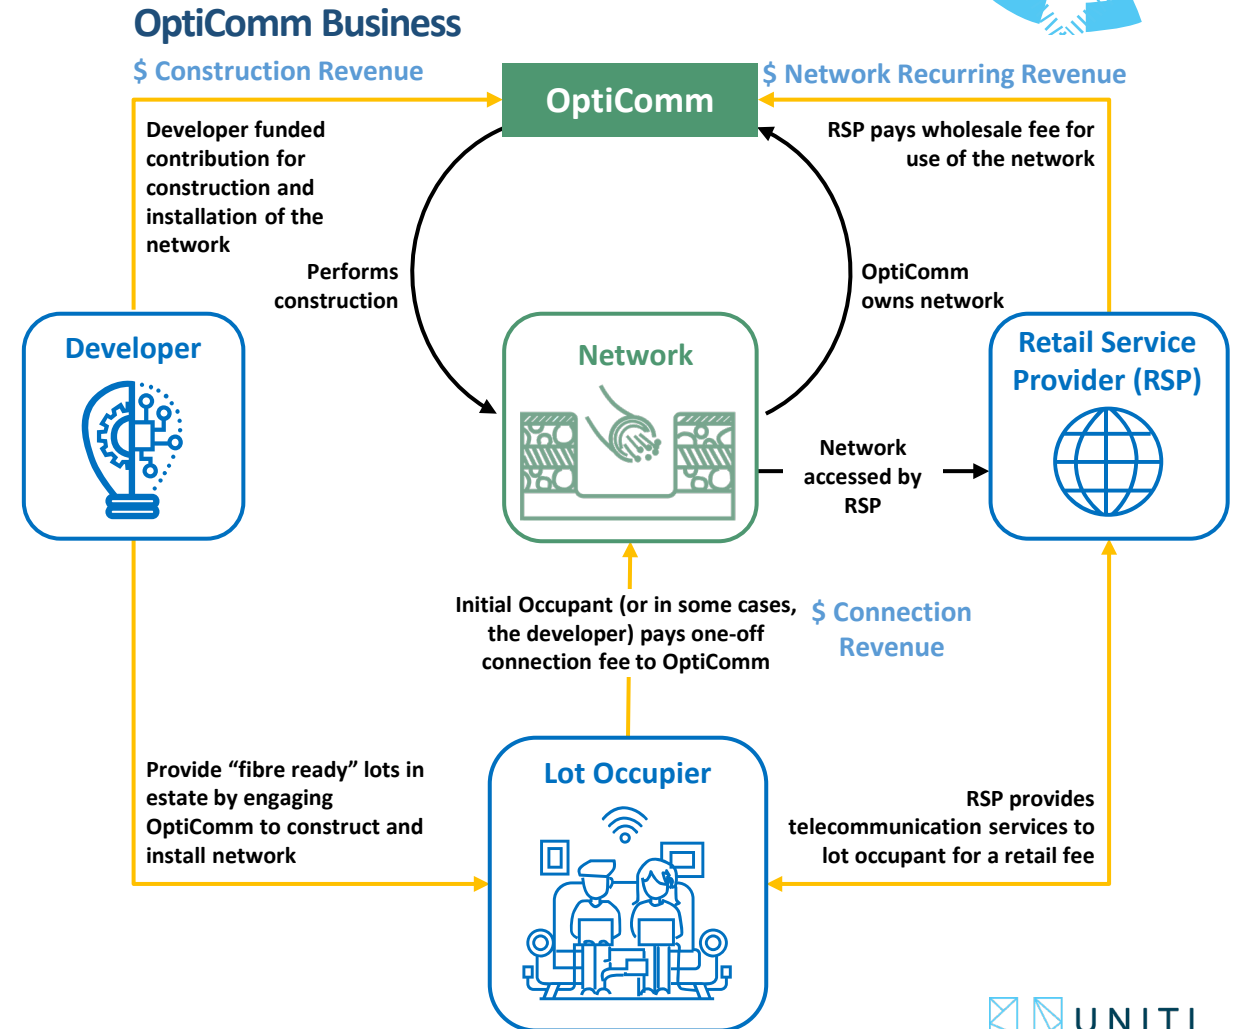 OptiComm Business
$ Construction Revenue
OptiComm
$ Network Recurring Revenue
Developer funded
contribution for
construction and
installation of the
network
RSP pays wholesale fee for
use of the network
Performs
construction
OptiComm
owns network
Developer
Network
Retail Service
Provider (RSP)
Network
accessed by
RSP
Initial Occupant (or in some cases,
the developer) pays one-off
connection fee to OptiComm
$ Connection
Revenue
Provide “fibre ready” lots in
estate by engaging
OptiComm to construct and
install network
Lot Occupier
RSP provides
telecommunication services to
lot occupant for a retail fee
UNITI